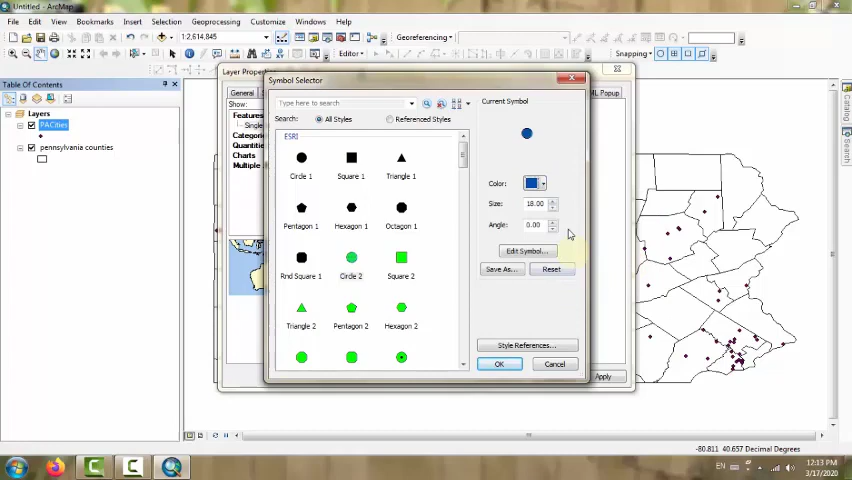 Untitled - ArcMap
File Edit View Bookmarks Insert Selection Geoprocessing Customize Windows Help
1:2,614,845
Georeferencing
Editor
Snapping
Table Of Contents
Layers
PACities
pennsylvania counties
Layer Properties
General
ML Popup
Show:
Features
Single
Categor
Quantitie
Charts
Multiple
Apply
Symbol Selector
Type here to search
Search: All Styles Referenced Styles
ESRI
Circle 1 Square 1 Triangle 1
Pentagon 1 Hexagon 1 Octagon 1
Rnd Square 1 Circle 2 Square 2
Triangle 2 Pentagon 2 Hexagon 2
Current Symbol
Color:
Size: 18.00
Angle: 0.00
Edit Symbol...
Save As... Reset
Style References...
OK Cancel
Catalog
Search
-80.811 40.657 Decimal Degrees
EN
12:13 PM
3/17/2020